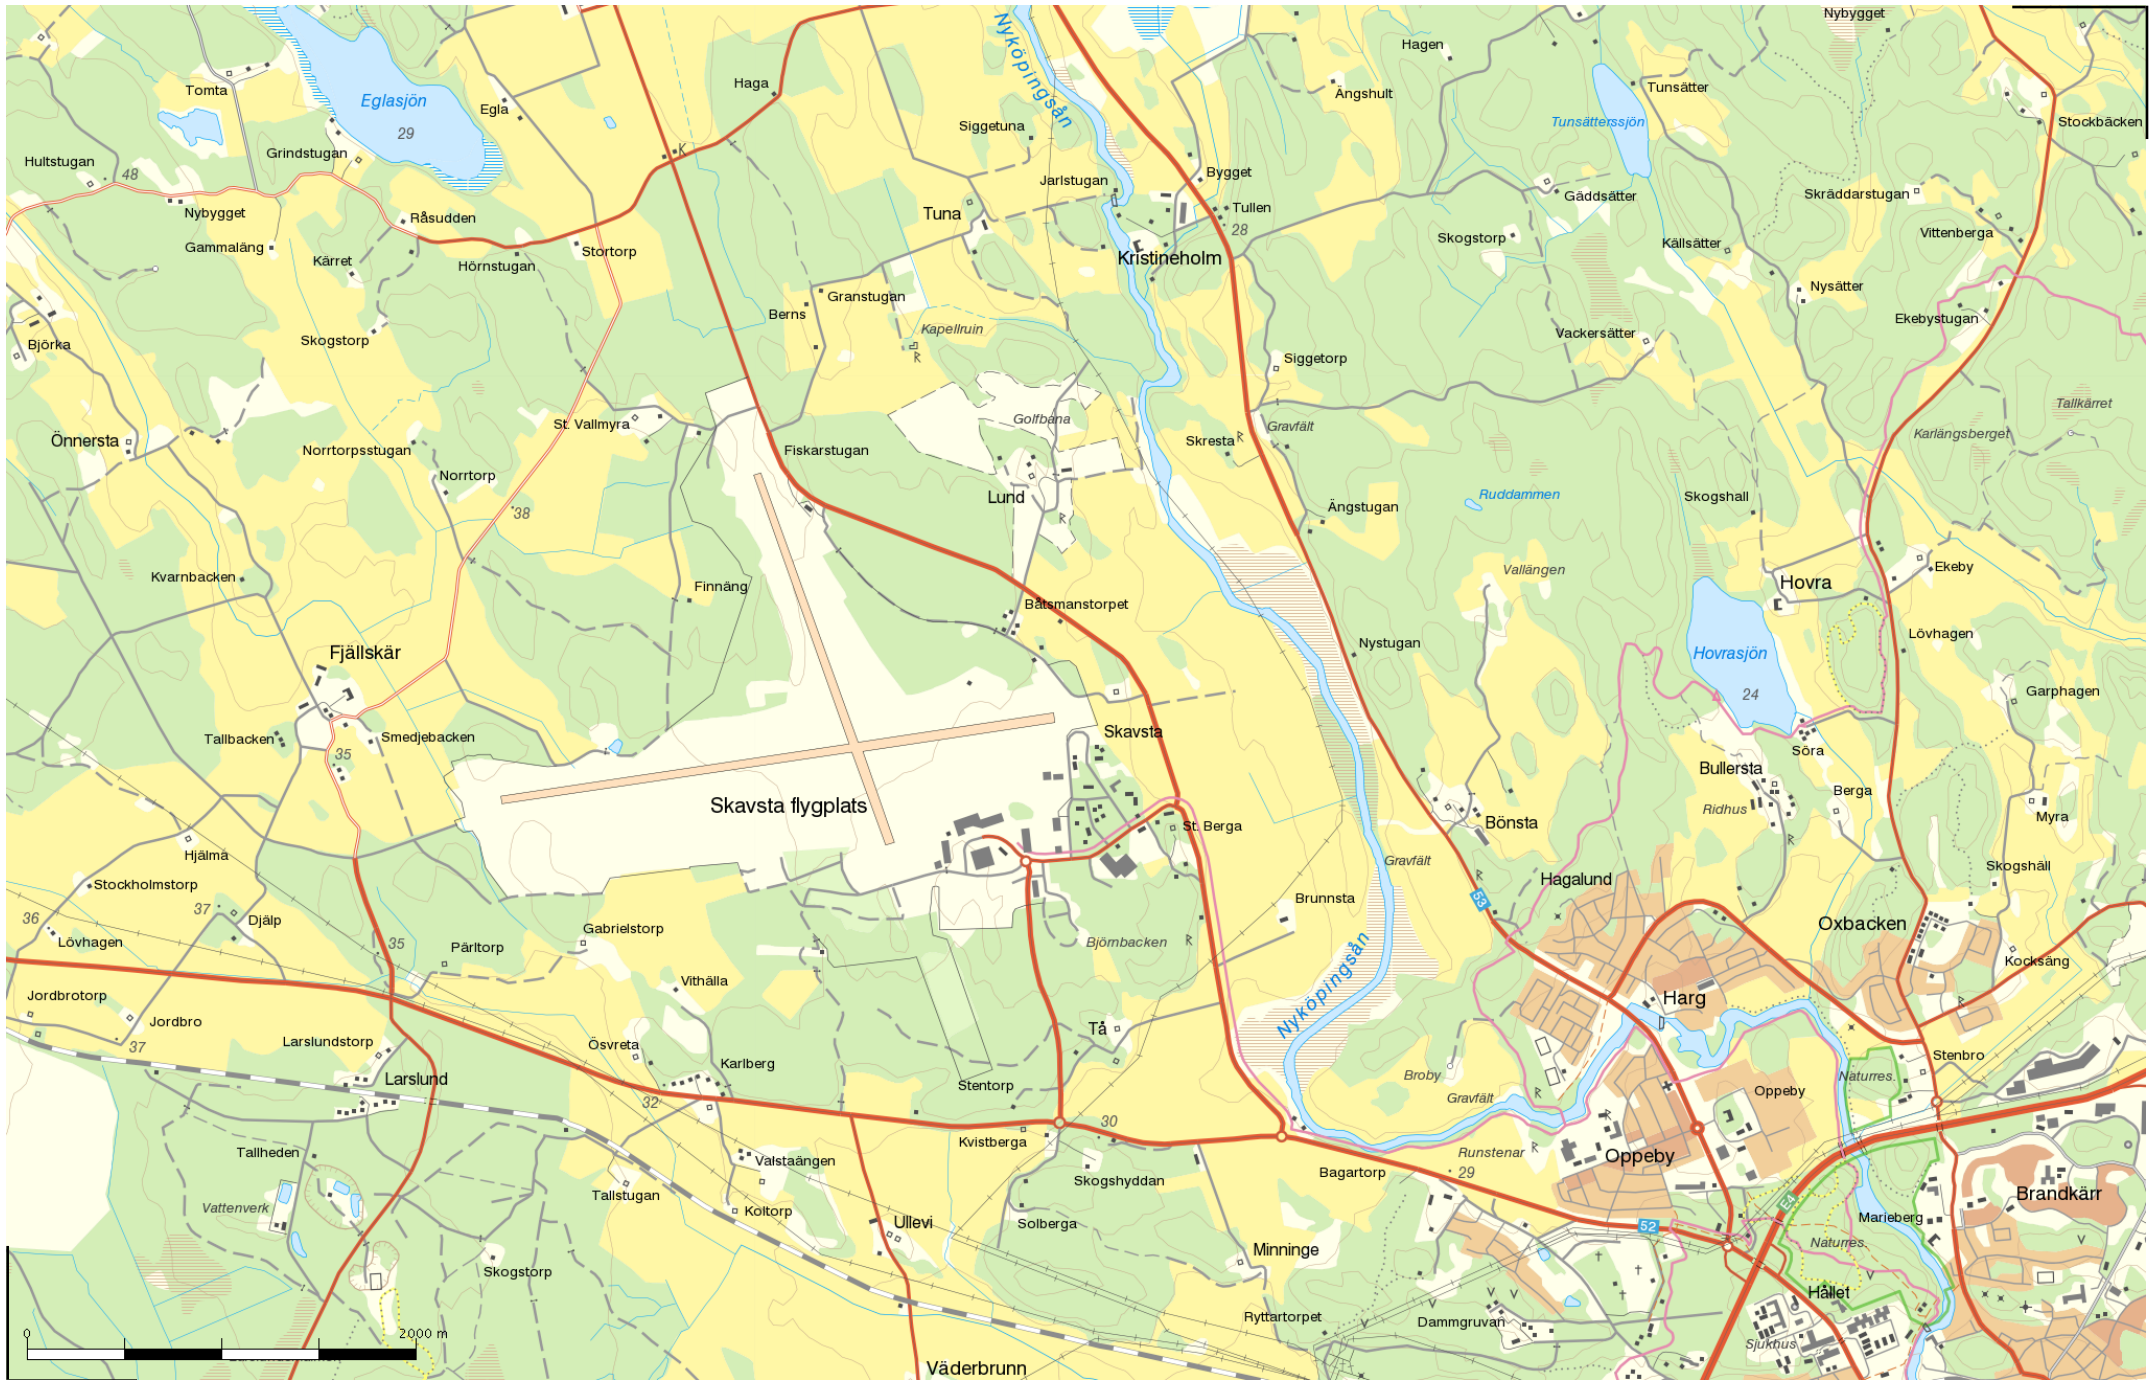 Nybygget
Nyköpingsån
Hagen
Haga
Tomta
Eglasjön
Egla
Ängshult
Tunsätter
29
Siggetuna
Tunsätterssjön
Stockbäcken
K
Grindstugan
Hultstugan
48
Jarlstugan
Bygget
Gäddsätter
Skräddarstugan
Nybygget
Råsudden
Tuna
Tullen
28
Skogstorp
Källsätter
Vittenberga
Gammaläng
Kärret
Hörnstugan
Stortorp
Kristineholm
Nysätter
Granstugan
Berns
Kapellruin
R
Ekebystugan
Björka
Skogstorp
Vackersätter
Siggetorp
Tallkärret
Golfbana
St. Vallmyra
Gravfält
Karlängsberget
Önnersta
Norrtorpsstugan
Fiskarstugan
Skresta
R
Norrtorp
38
Lund
R
Ängstugan
Ruddammen
Skogshall
Kvarnbacken
Finnäng
Vallängen
Hovra
Ekeby
Båtsmanstorpet
Lövhagen
Fjällskär
Nystugan
Hovrasjön
24
Garphagen
Tallbacken
Smedjebacken
35
Skavsta
Söra
Bullersta
Skavsta flygplats
Ridhus
Berga
Myra
St. Berga
Bönsta
R
Hjälma
Gravfält
Skogshäll
Stockholmstorp
R
Hagalund
37
36
Djälp
Brunnsta
53
Oxbacken
Lövhagen
35
Pärltorp
Gabrielstorp
Björnbacken
R
Nyköpingsån
Kocksäng
Vithälla
Jordbrotorp
Jordbro
Harg
R
37
Larslundstorp
Ösvreta
Tå
Karlberg
Stenbro
Larslund
Stentorp
Broby
Naturres.
32
Gravfält
R
Oppeby
R
30
Kvistberga
Tallheden
Valstaängen
Bagartorp
Runstenar
R
29
Oppeby
Skogshyddan
Tallstugan
Koltorp
Vattenverk
Solberga
Ullevi
52
E4
Marieberg
Brandkärr
Naturres.
Minninge
Skogstorp
Hållet
Ryttartorpet
Dammgruvan
Sjukhus
0
2000 m
Väderbrunn